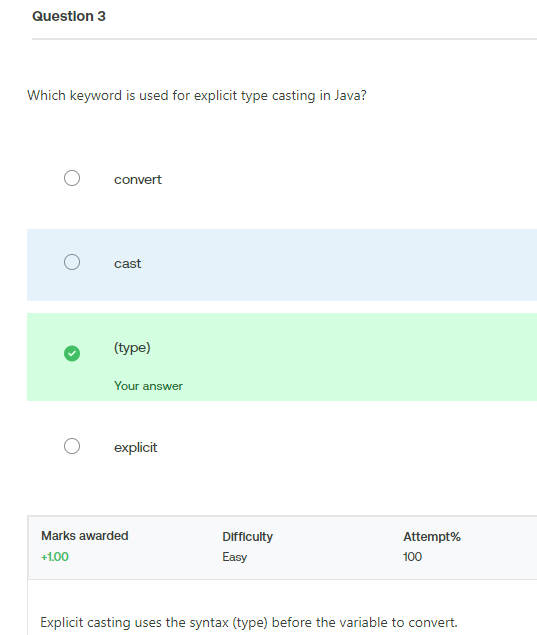 Question 3
Which keyword is used for explicit type casting in Java?
convert
cast
(type)
Your answer
explicit
Marks awarded Difficulty Attempt%
+1.00 Easy 100
Explicit casting uses the syntax (type) before the variable to convert.